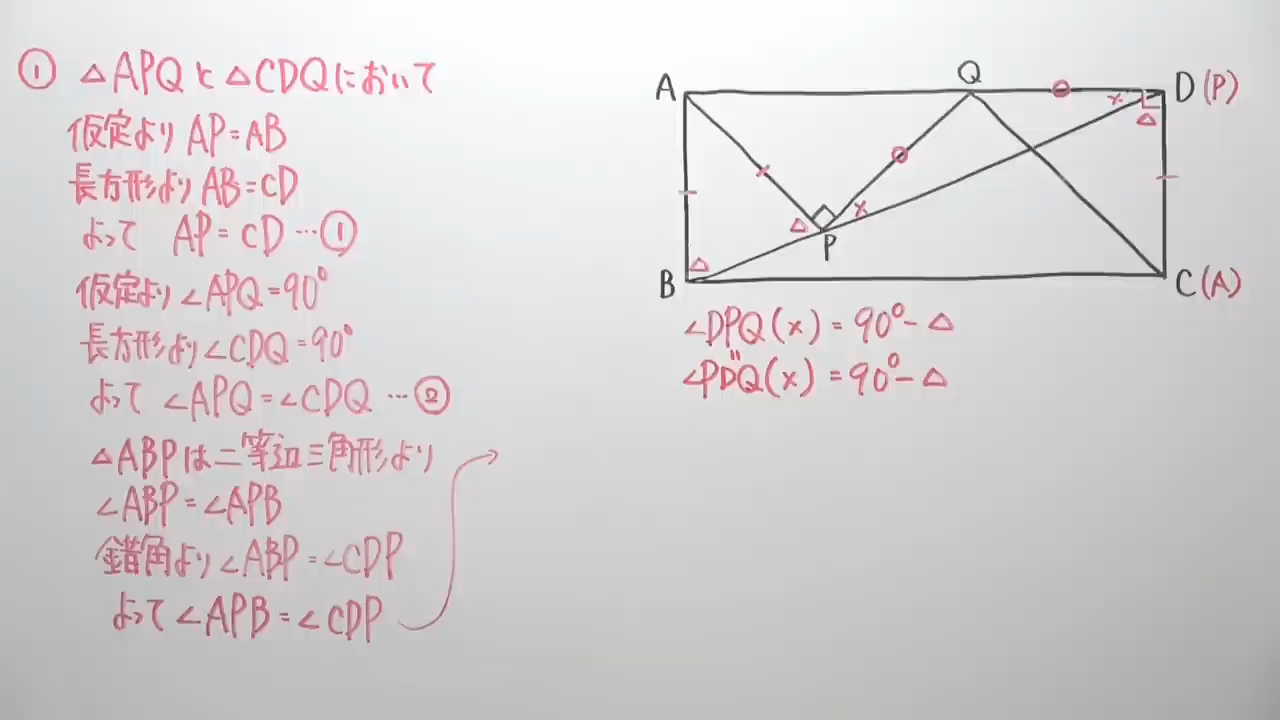 ① △APQと△CDQにおいて
仮定より AP=AB
長方形より AB=CD
よって AP=CD…①
仮定より∠APQ=90°
長方形より∠CDQ=90°
よって ∠APQ=∠CDQ…②
△ABPは二等辺三角形より
∠ABP=∠APB
錯角より∠ABP=∠CDP
よって∠APB=∠CDP
A
Q
D(P)
×
△
△
×
P
△
B
C(A)
∠DPQ(×)=90°-△
∠PDQ(×)=90°-△